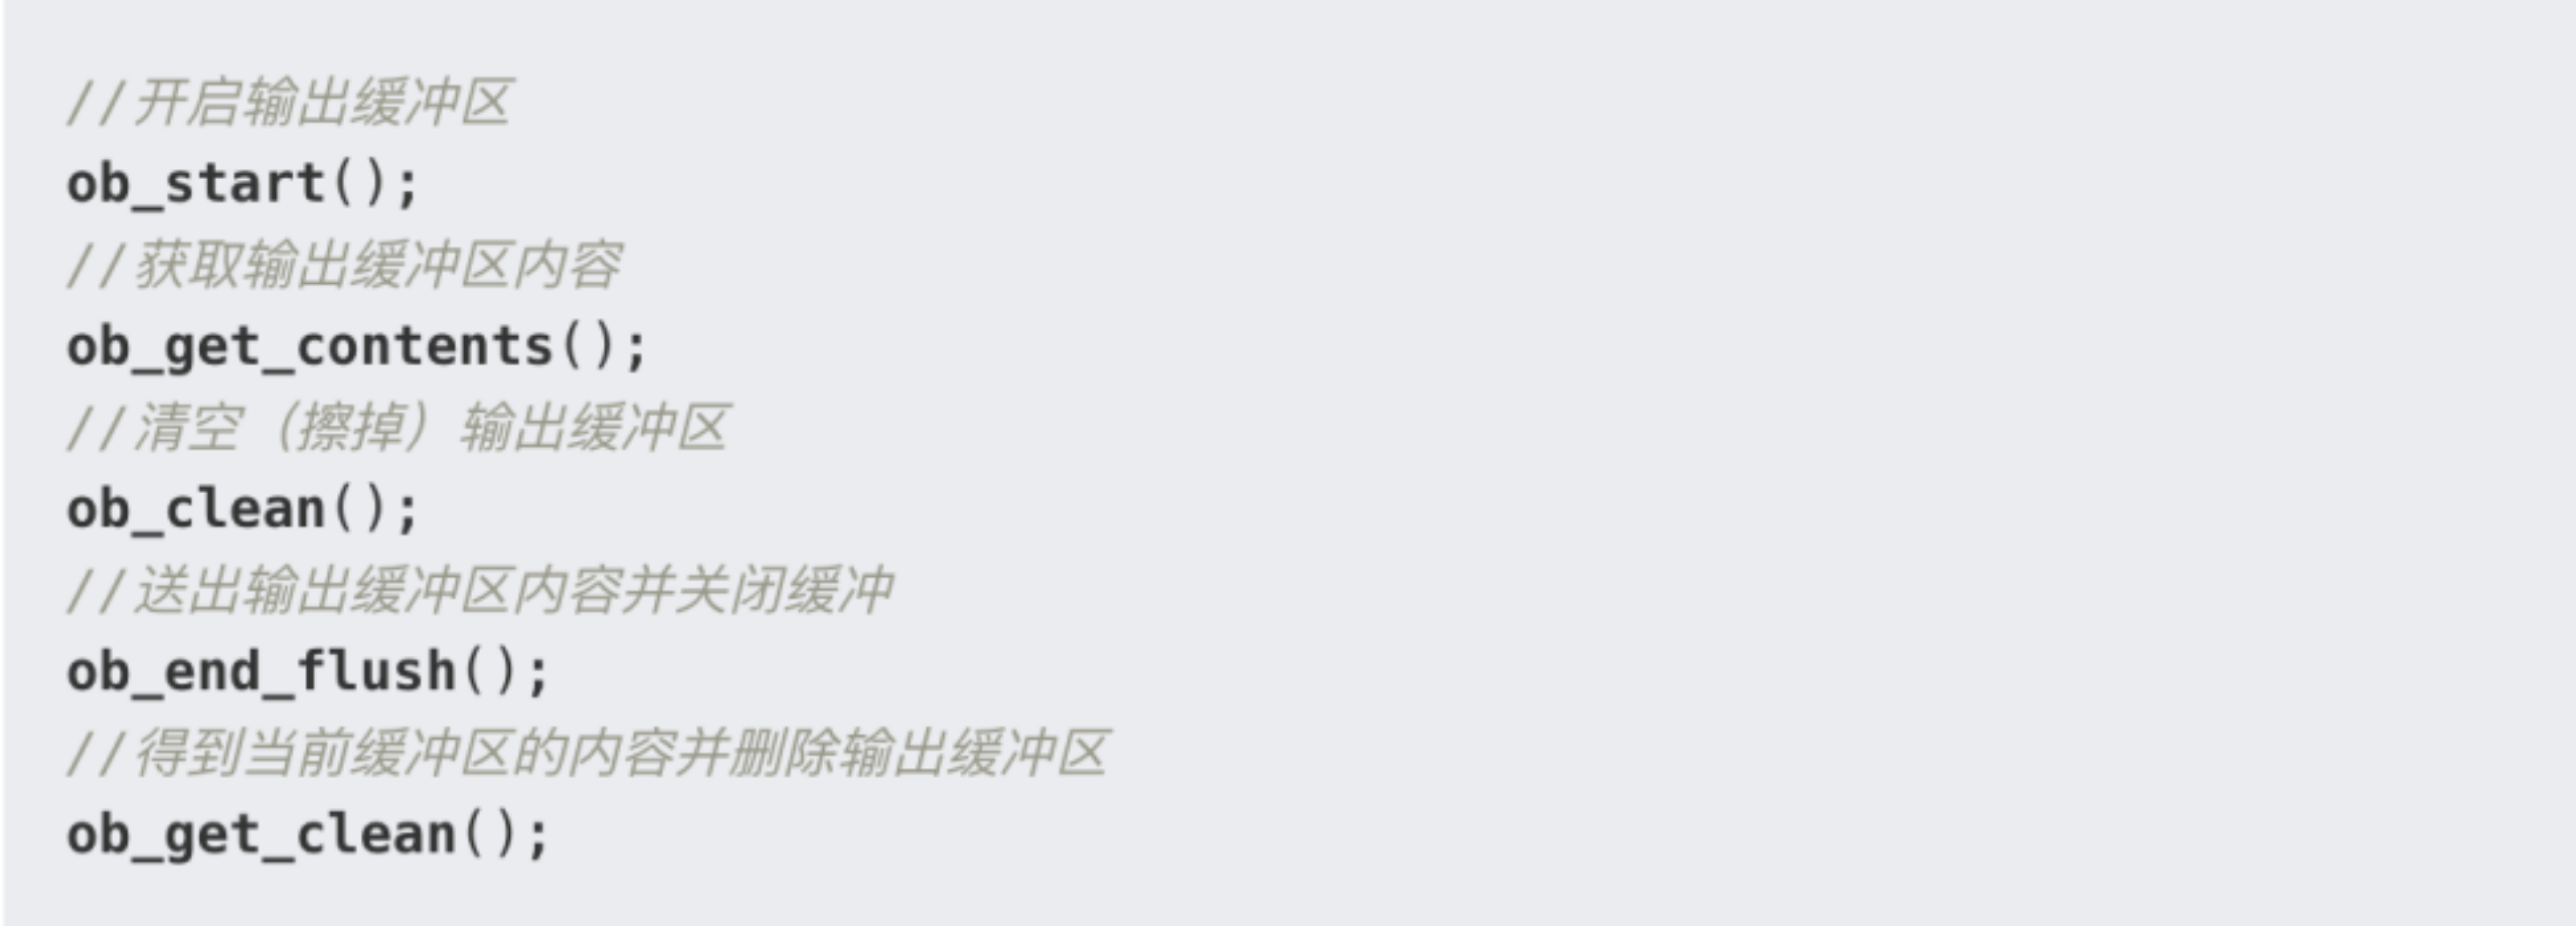 //开启输出缓冲区
ob_start();
//获取输出缓冲区内容
ob_get_contents();
//清空（擦掉）输出缓冲区
ob_clean();
//送出输出缓冲区内容并关闭缓冲
ob_end_flush();
//得到当前缓冲区的内容并删除输出缓冲区
ob_get_clean();